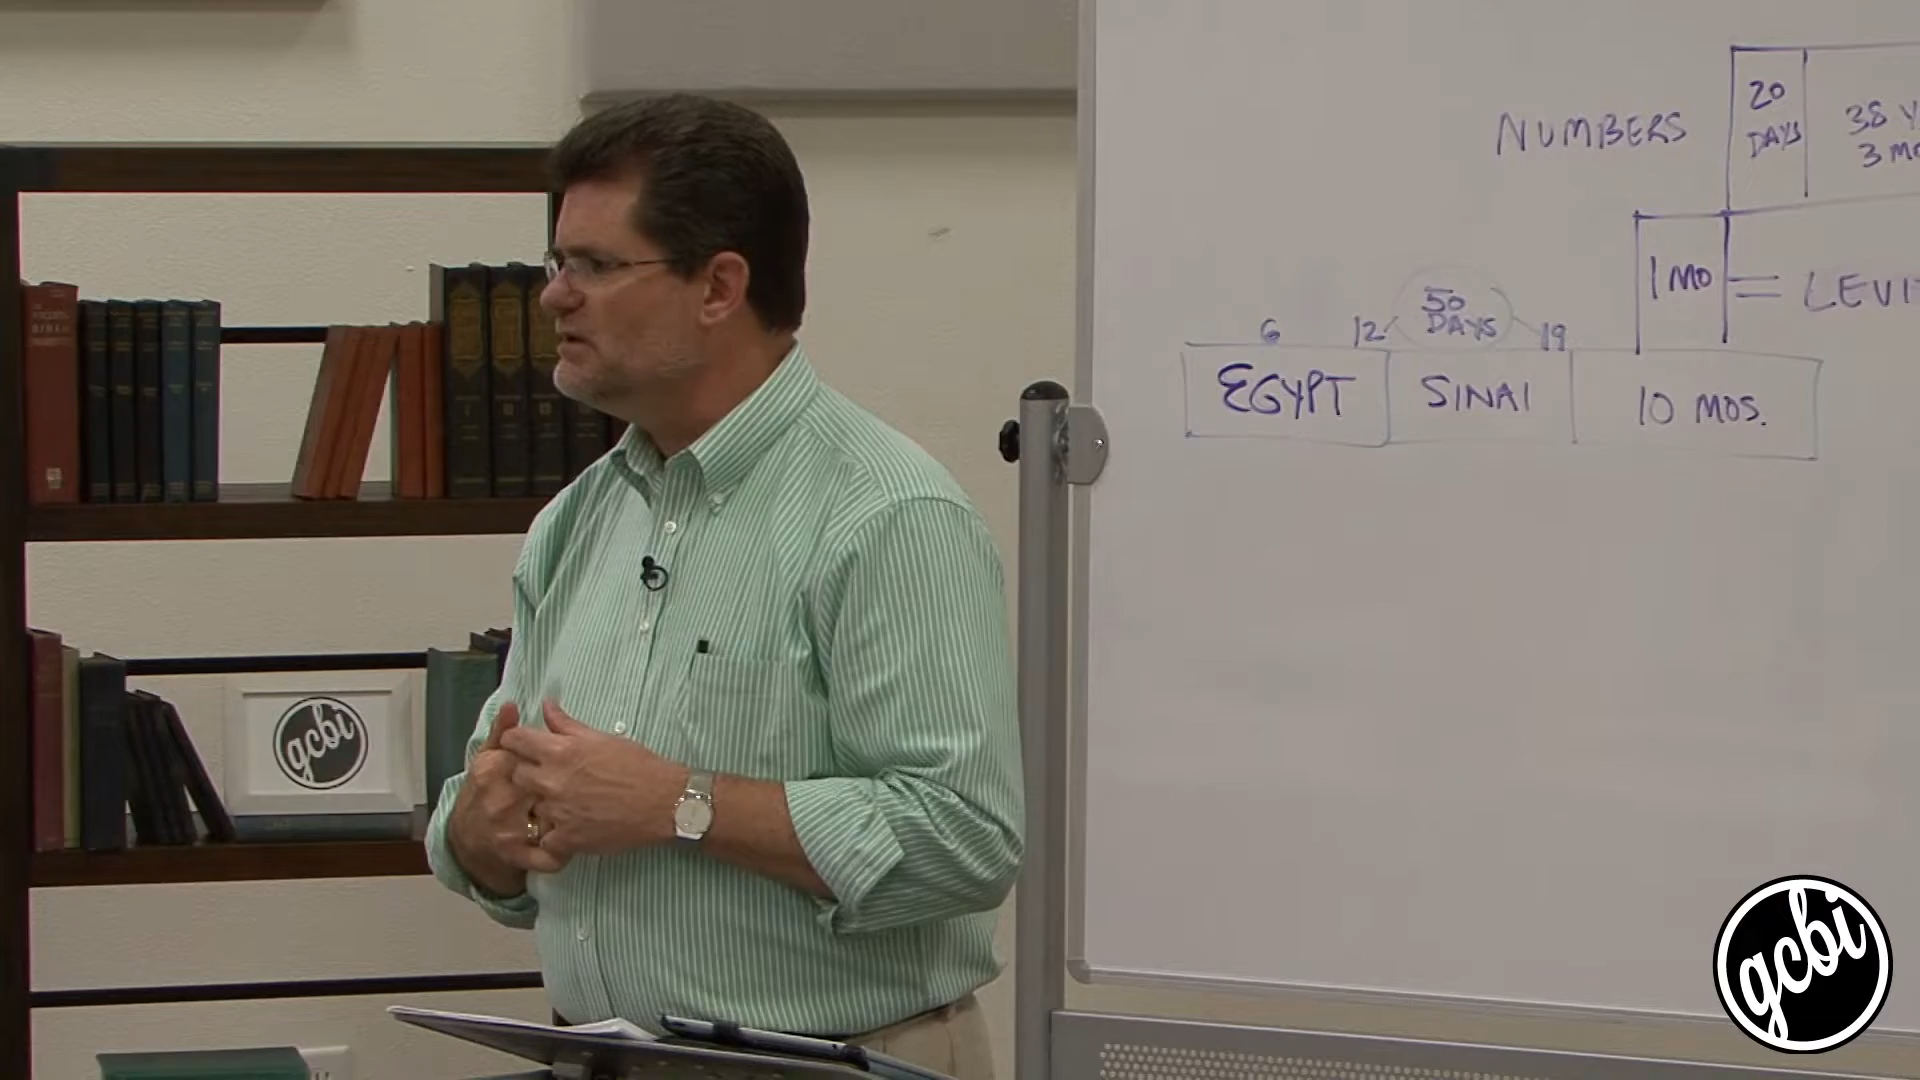 20
DAYS
38 Y
3 MO
NUMBERS
1 MO
= LEVIT
50
DAYS
6
12
19
EGYPT
SINAI
10 MOS.
gcbi
gcbi